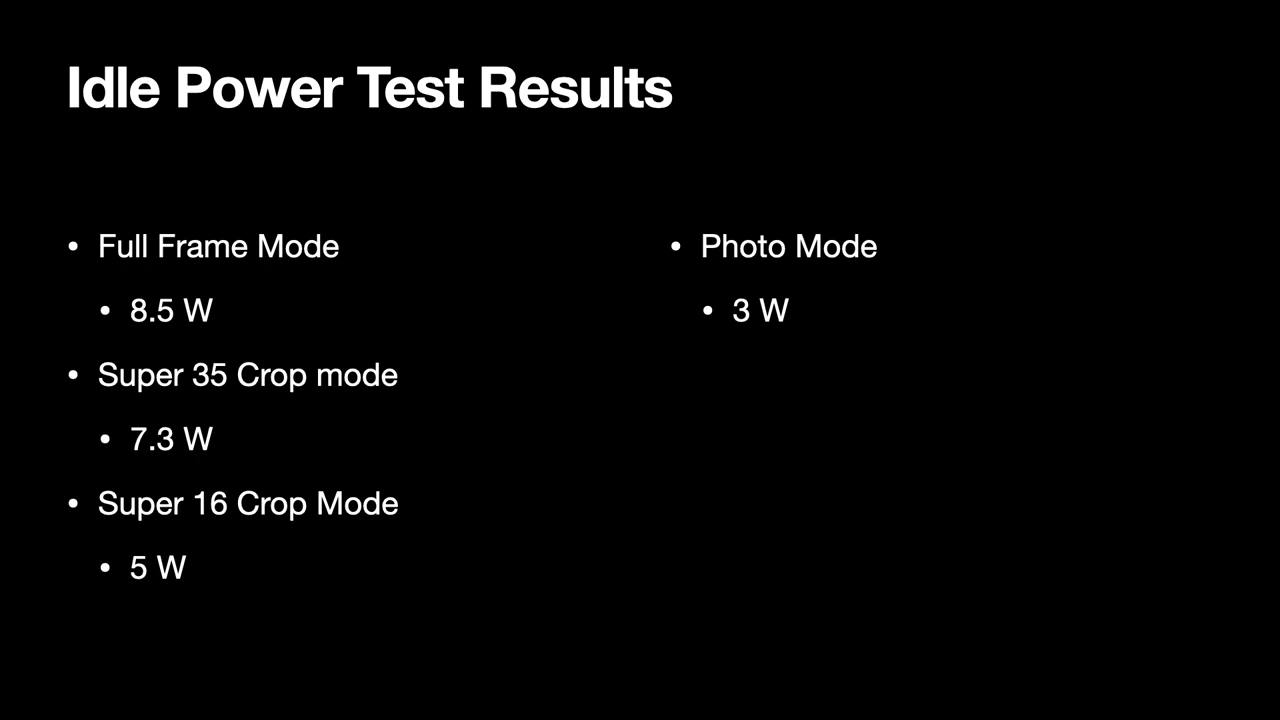 Idle Power Test Results
• Full Frame Mode
• 8.5 W
• Super 35 Crop mode
• 7.3 W
• Super 16 Crop Mode
• 5 W
• Photo Mode
• 3 W